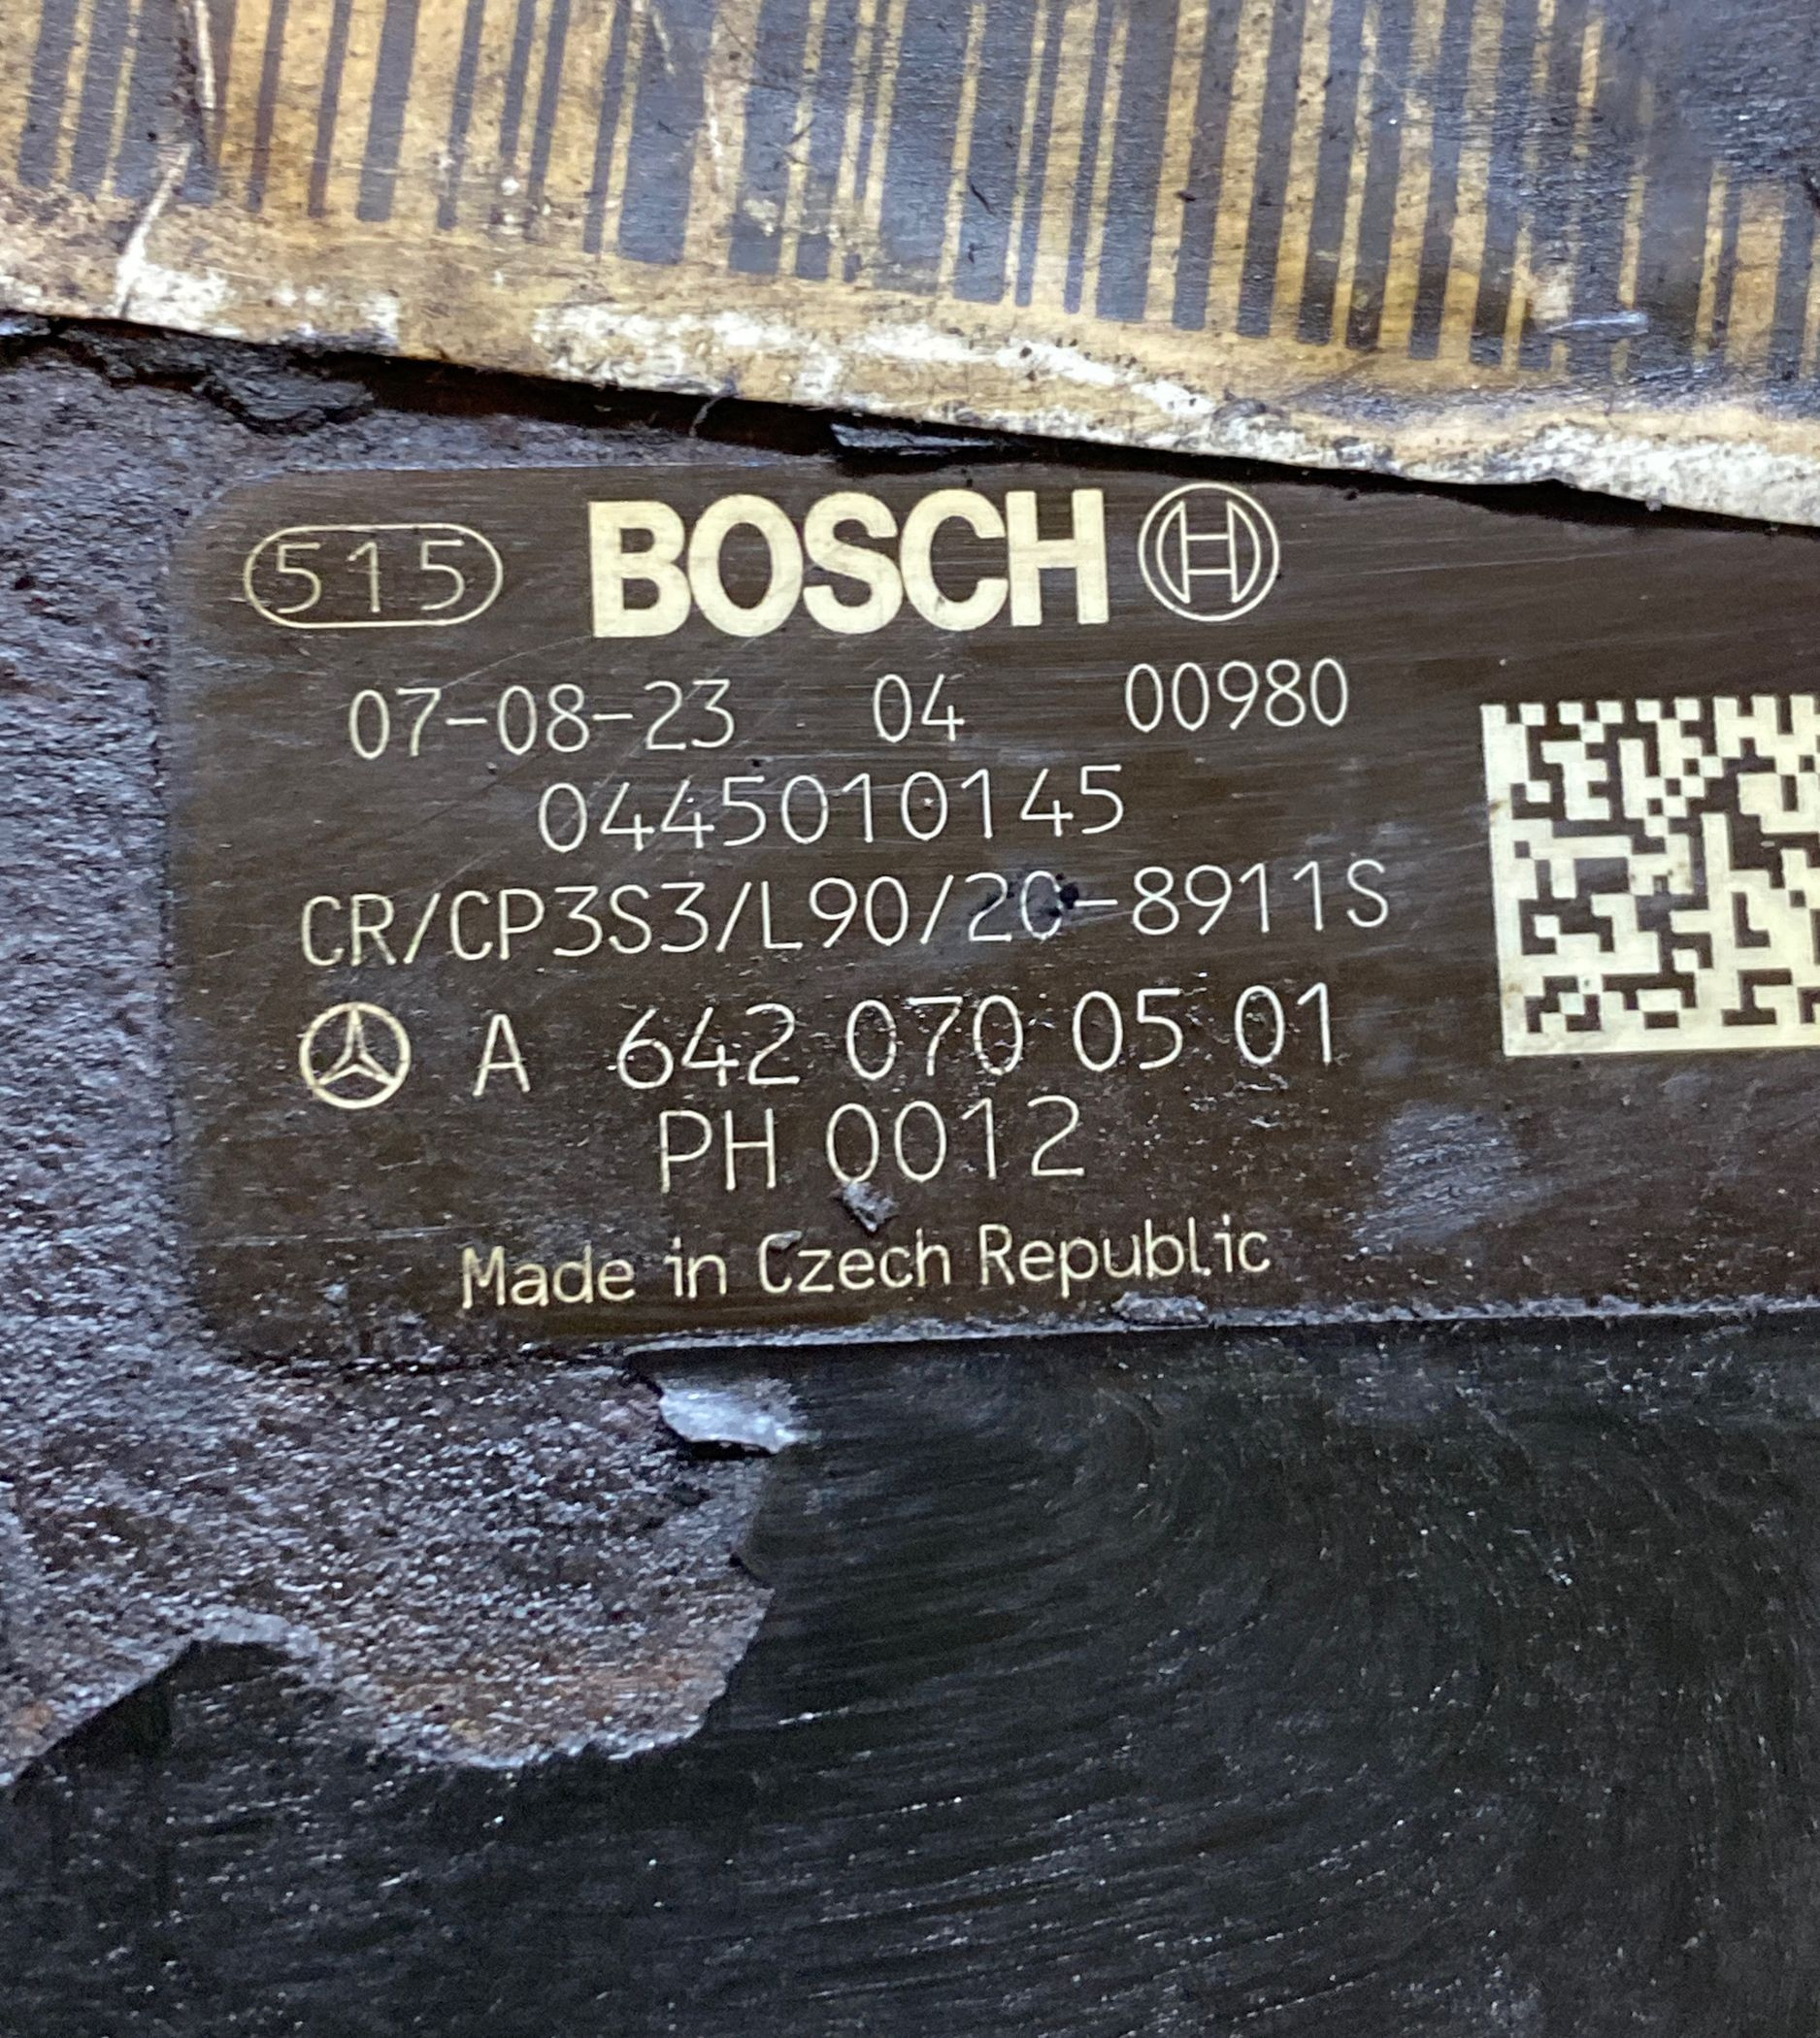 515 BOSCH
07-08-23 04 00980
0445010145
CR/CP3S3/L90/20-8911S
A 642 070 05 01
PH 0012
Made in Czech Republic